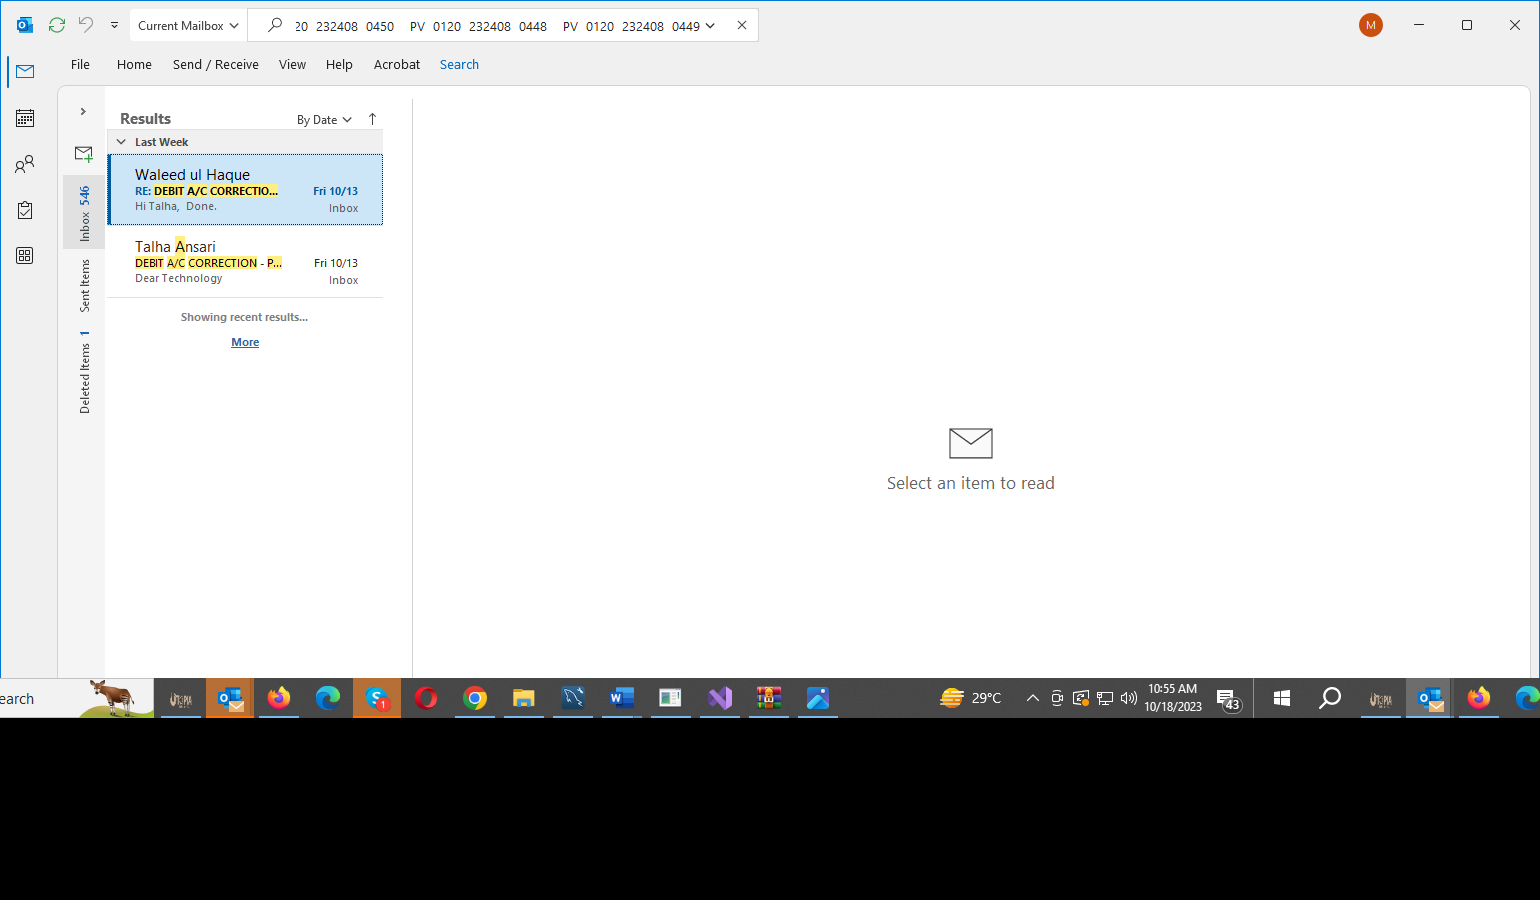 Current Mailbox
20 232408 0450 PV 0120 232408 0448 PV 0120 232408 0449
M
File Home Send / Receive View Help Acrobat Search
Results
By Date
Last Week
Waleed ul Haque
RE: DEBIT A/C CORRECTIO... Fri 10/13
Hi Talha, Done. Inbox
Talha Ansari
DEBIT A/C CORRECTION - P... Fri 10/13
Dear Technology Inbox
Showing recent results...
More
Inbox 546
Sent Items
Deleted Items 1
Select an item to read
earch
UTOPIA
1
29°C
10:55 AM
10/18/2023
43
UTOPIA